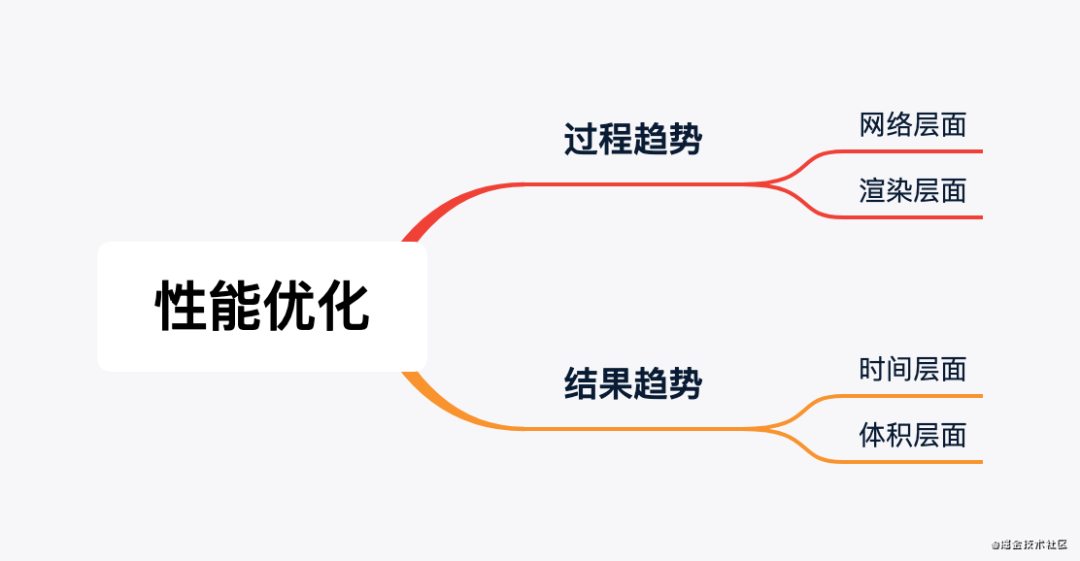 性能优化
过程趋势
网络层面
渲染层面
结果趋势
时间层面
体积层面
@掘金技术社区